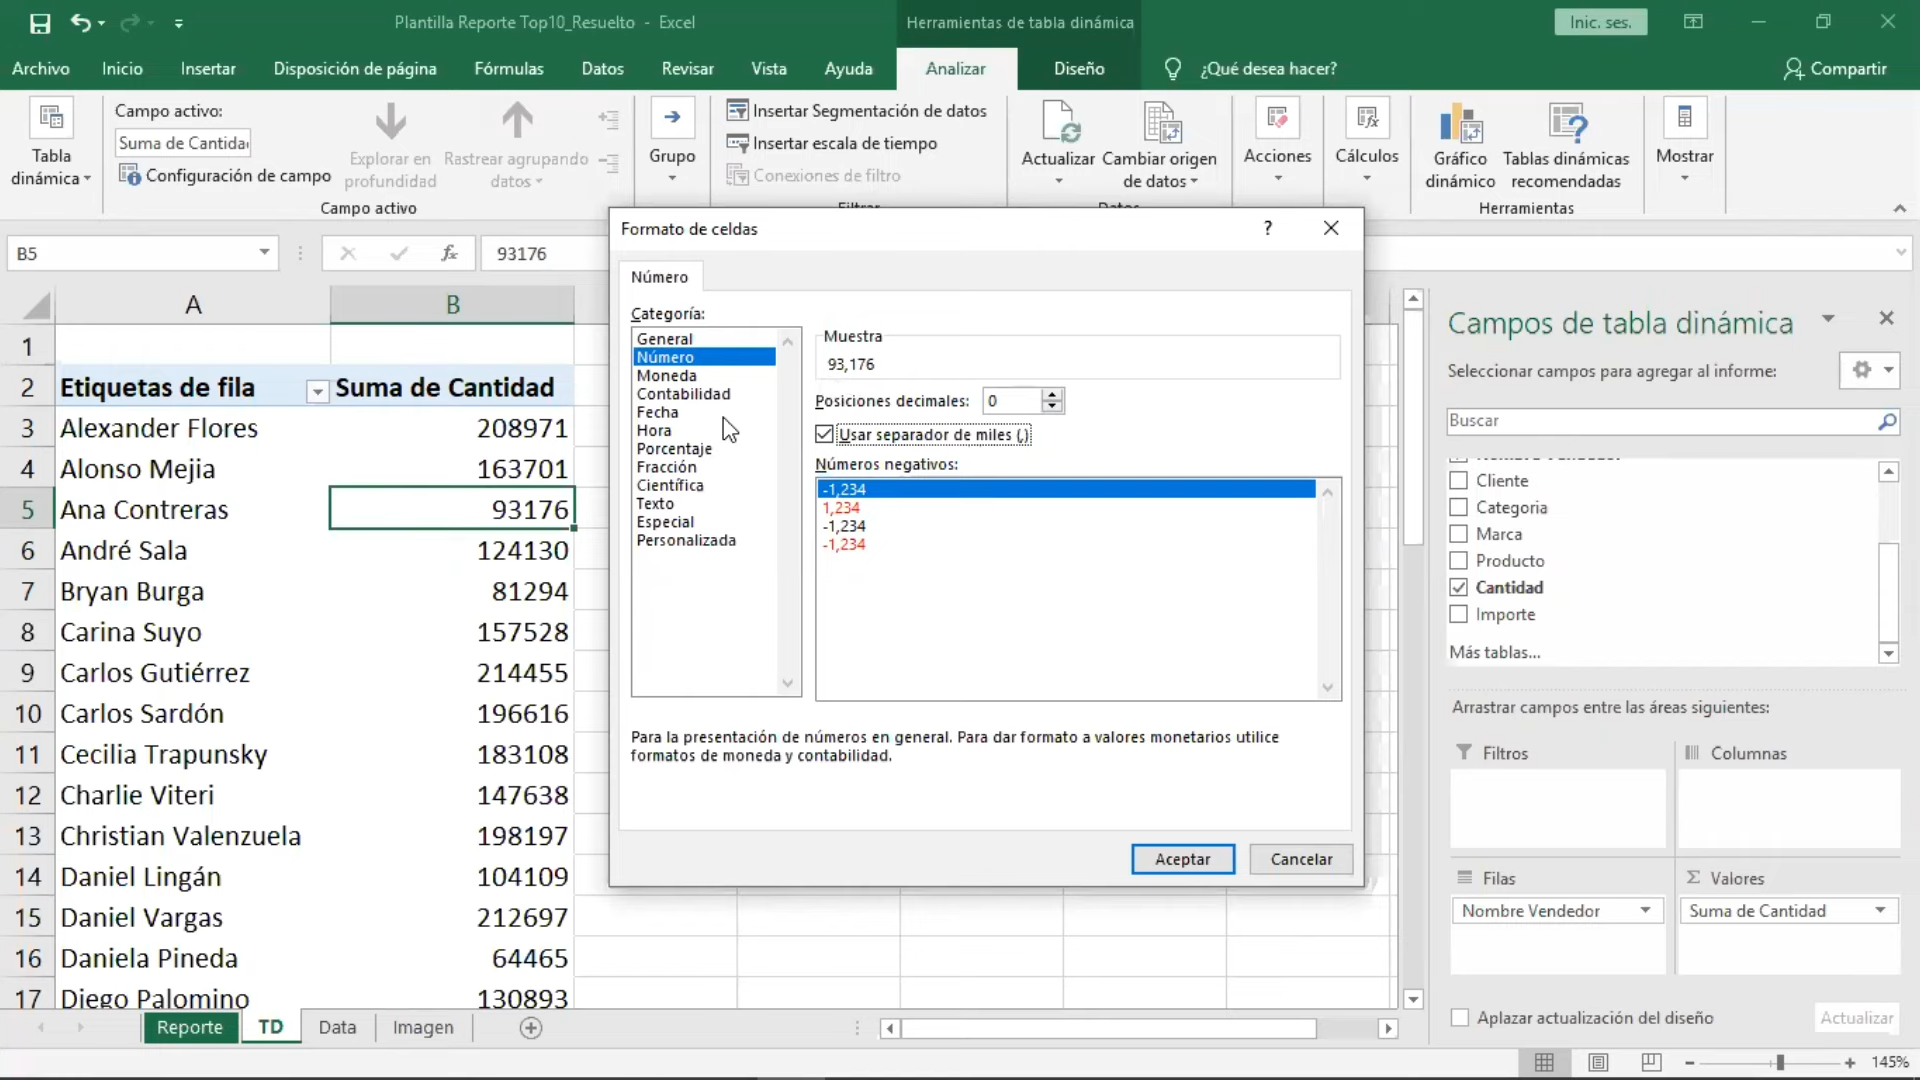 Plantilla Reporte Top10_Resuelto - Excel
Herramientas de tabla dinámica
Inic. ses.
Archivo
Inicio
Insertar
Disposición de página
Fórmulas
Datos
Revisar
Vista
Ayuda
Analizar
Diseño
¿Qué desea hacer?
Compartir
Tabla
dinámica
Campo activo:
Suma de Cantida
Configuración de campo
Explorar en
profundidad
Rastrear agrupando
datos
Campo activo
Grupo
Insertar Segmentación de datos
Insertar escala de tiempo
Conexiones de filtro
Filtrar
Actualizar
Cambiar origen
de datos
Datos
Acciones
Cálculos
Gráfico
dinámico
Tablas dinámicas
recomendadas
Herramientas
Mostrar
B5
fx
93176
A
B
1
2 Etiquetas de fila Suma de Cantidad
3 Alexander Flores 208971
4 Alonso Mejia 163701
5 Ana Contreras 93176
6 André Sala 124130
7 Bryan Burga 81294
8 Carina Suyo 157528
9 Carlos Gutiérrez 214455
10 Carlos Sardón 196616
11 Cecilia Trapunsky 183108
12 Charlie Viteri 147638
13 Christian Valenzuela 198197
14 Daniel Lingán 104109
15 Daniel Vargas 212697
16 Daniela Pineda 64465
17 Diego Palomino 130893
Formato de celdas
?
Número
Categoría:
General
Número
Moneda
Contabilidad
Fecha
Hora
Porcentaje
Fracción
Científica
Texto
Especial
Personalizada
Muestra
93,176
Posiciones decimales: 0
Usar separador de miles (,)
Números negativos:
-1,234
1,234
-1,234
-1,234
Para la presentación de números en general. Para dar formato a valores monetarios utilice
formatos de moneda y contabilidad.
Aceptar
Cancelar
Campos de tabla dinámica
Seleccionar campos para agregar al informe:
Buscar
Cliente
Categoria
Marca
Producto
Cantidad
Importe
Más tablas...
Arrastrar campos entre las áreas siguientes:
Filtros
Columnas
Filas
Σ Valores
Nombre Vendedor
Suma de Cantidad
Aplazar actualización del diseño
Actualizar
Reporte
TD
Data
Imagen
145%